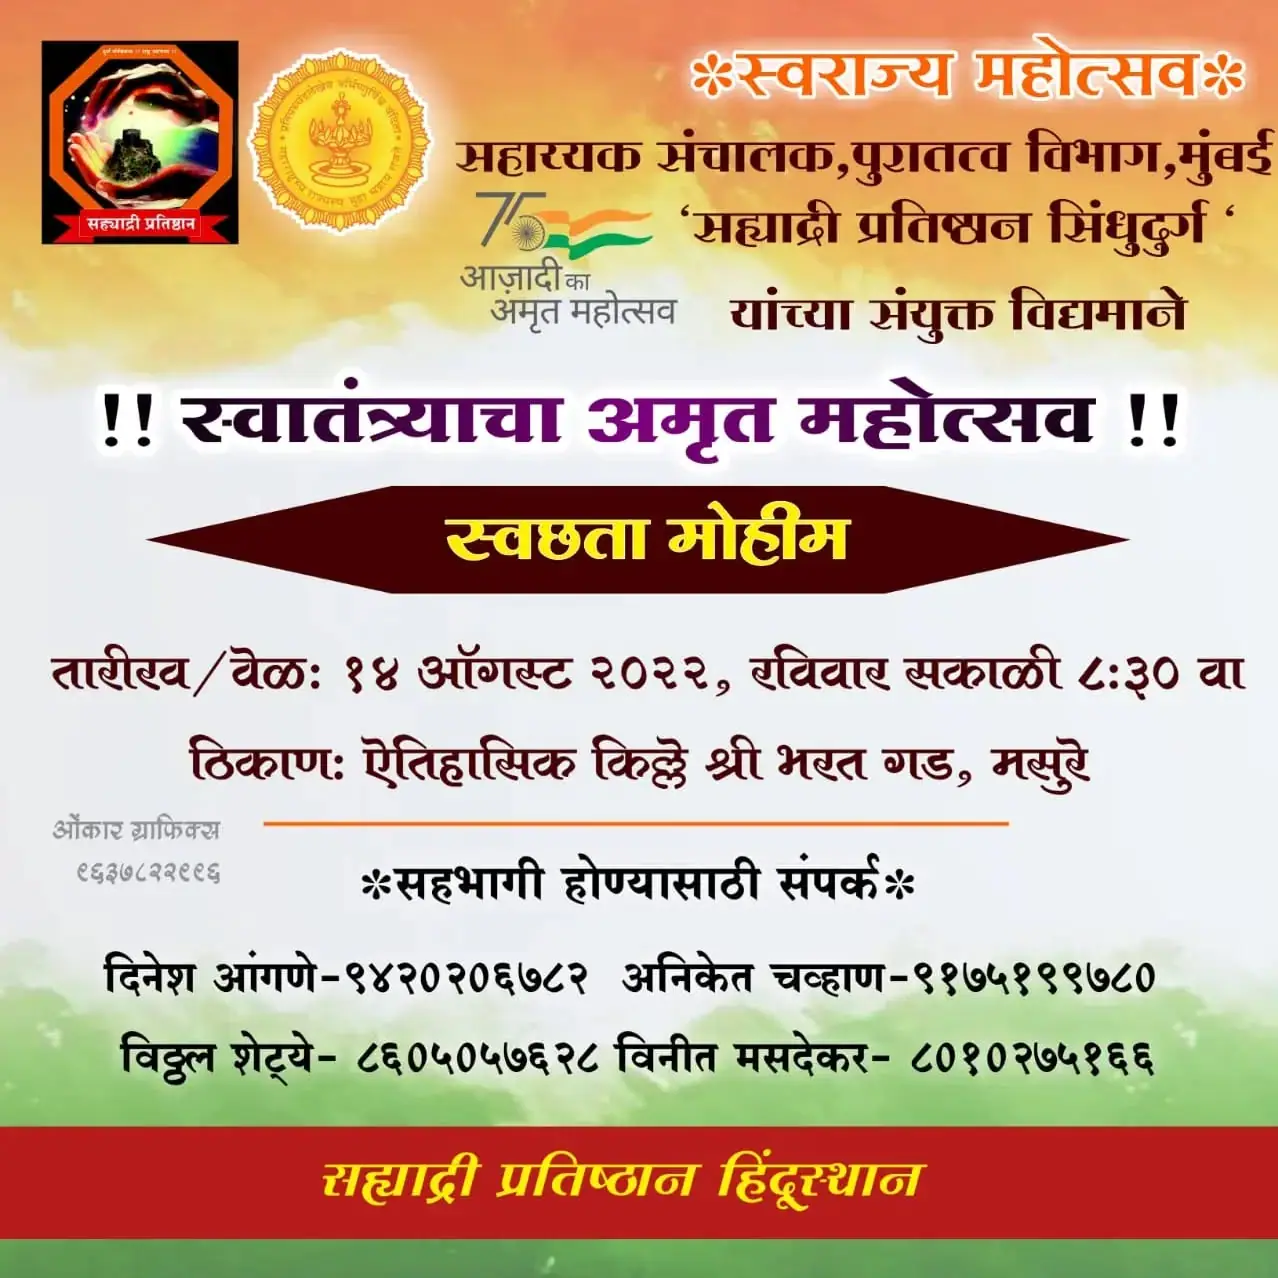 ✻स्वराज्य महोत्सव✻
सहाय्यक संचालक,पुरातत्व विभाग,मुंबई
‘सह्याद्री प्रतिष्ठान सिंधुदुर्ग ‘
यांच्या संयुक्त विद्यमाने
सह्याद्री प्रतिष्ठान
75
आज़ादी का
अमृत महोत्सव
!! स्वातंत्र्याचा अमृत महोत्सव !!
स्वछता मोहीम
तारीख/वेळ: १४ ऑगस्ट २०२२, रविवार सकाळी ८:३० वा
ठिकाण: ऐतिहासिक किल्ले श्री भरत गड, मसुरे
ओंकार ग्राफिक्स
९६३७८२२९९६
✻सहभागी होण्यासाठी संपर्क✻
दिनेश आंगणे-९४२०२०६७८२ अनिकेत चव्हाण-९१७५१९९७८०
विठ्ठल शेट्ये- ८६०५०५७६२८ विनीत मसदेकर- ८०१०२७५१६६
सह्याद्री प्रतिष्ठान हिंदूस्थान